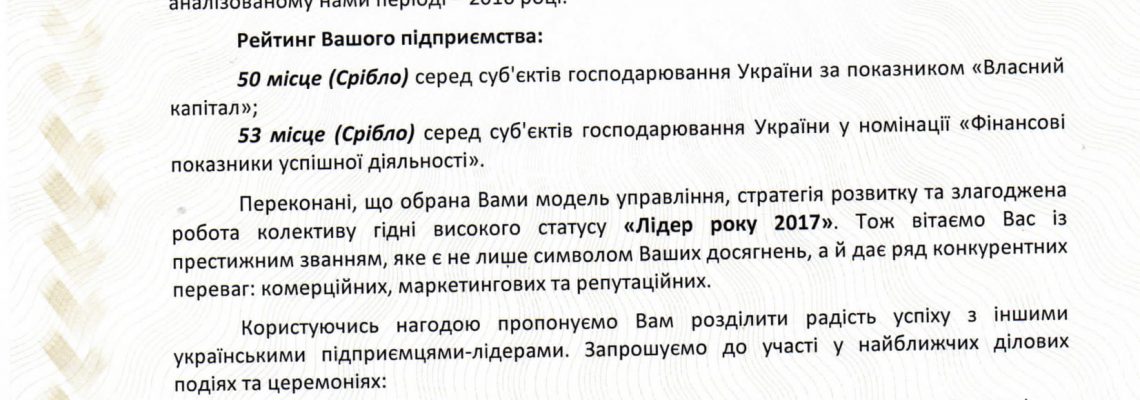 аналізованому нами періоді – 2016 році.
Рейтинг Вашого підприємства:
50 місце (Срібло) серед суб'єктів господарювання України за показником «Власний
капітал»;
53 місце (Срібло) серед суб'єктів господарювання України у номінації «Фінансові
показники успішної діяльності».
Переконані, що обрана Вами модель управління, стратегія розвитку та злагоджена
робота колективу гідні високого статусу «Лідер року 2017». Тож вітаємо Вас із
престижним званням, яке є не лише символом Ваших досягнень, а й дає ряд конкурентних
переваг: комерційних, маркетингових та репутаційних.
Користуючись нагодою пропонуємо Вам розділити радість успіху з іншими
українськими підприємцями-лідерами. Запрошуємо до участі у найближчих ділових
подіях та церемоніях: